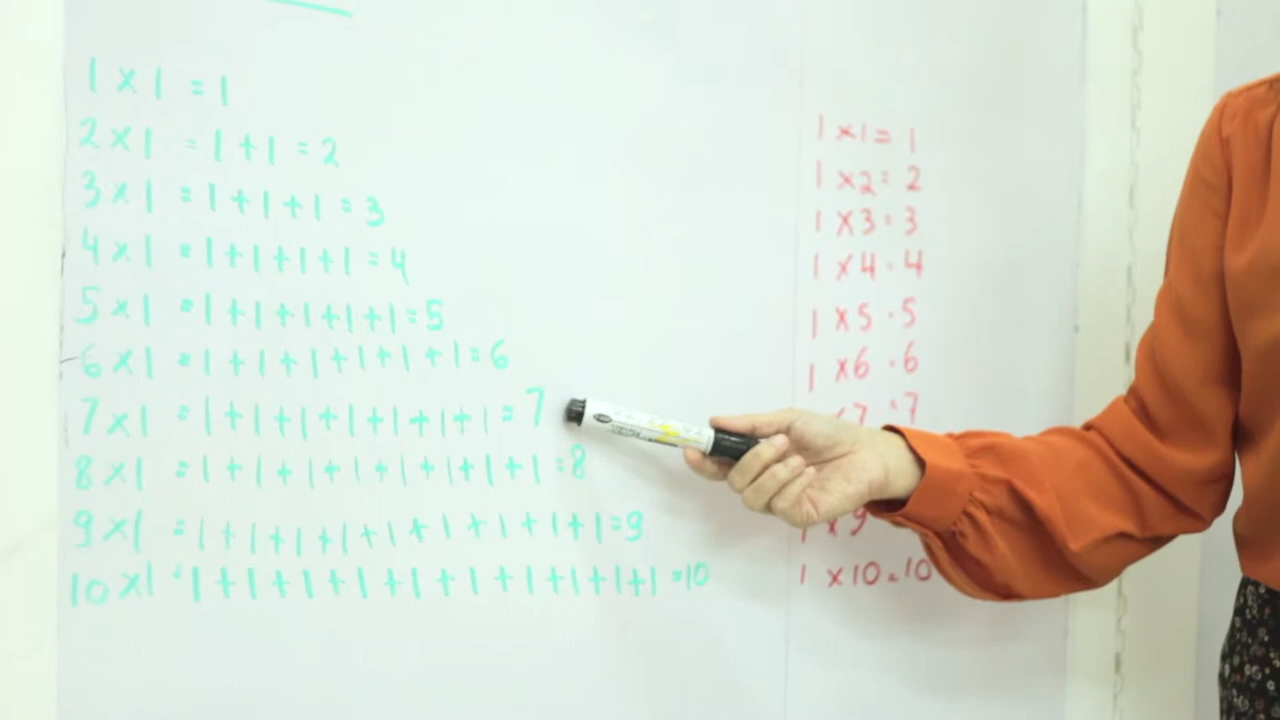 1 x 1 = 1
2 x 1 = 1 + 1 = 2
3 x 1 = 1 + 1 + 1 = 3
4 x 1 = 1 + 1 + 1 + 1 = 4
5 x 1 = 1 + 1 + 1 + 1 + 1 = 5
6 x 1 = 1 + 1 + 1 + 1 + 1 + 1 = 6
7 x 1 = 1 + 1 + 1 + 1 + 1 + 1 + 1 = 7
8 x 1 = 1 + 1 + 1 + 1 + 1 + 1 + 1 + 1 = 8
9 x 1 = 1 + 1 + 1 + 1 + 1 + 1 + 1 + 1 + 1 = 9
10 x 1 = 1 + 1 + 1 + 1 + 1 + 1 + 1 + 1 + 1 + 1 = 10
1 x 1 = 1
1 x 2 = 2
1 x 3 = 3
1 x 4 = 4
1 x 5 = 5
1 x 6 = 6
7 = 7
1 x 9
1 x 10 = 10